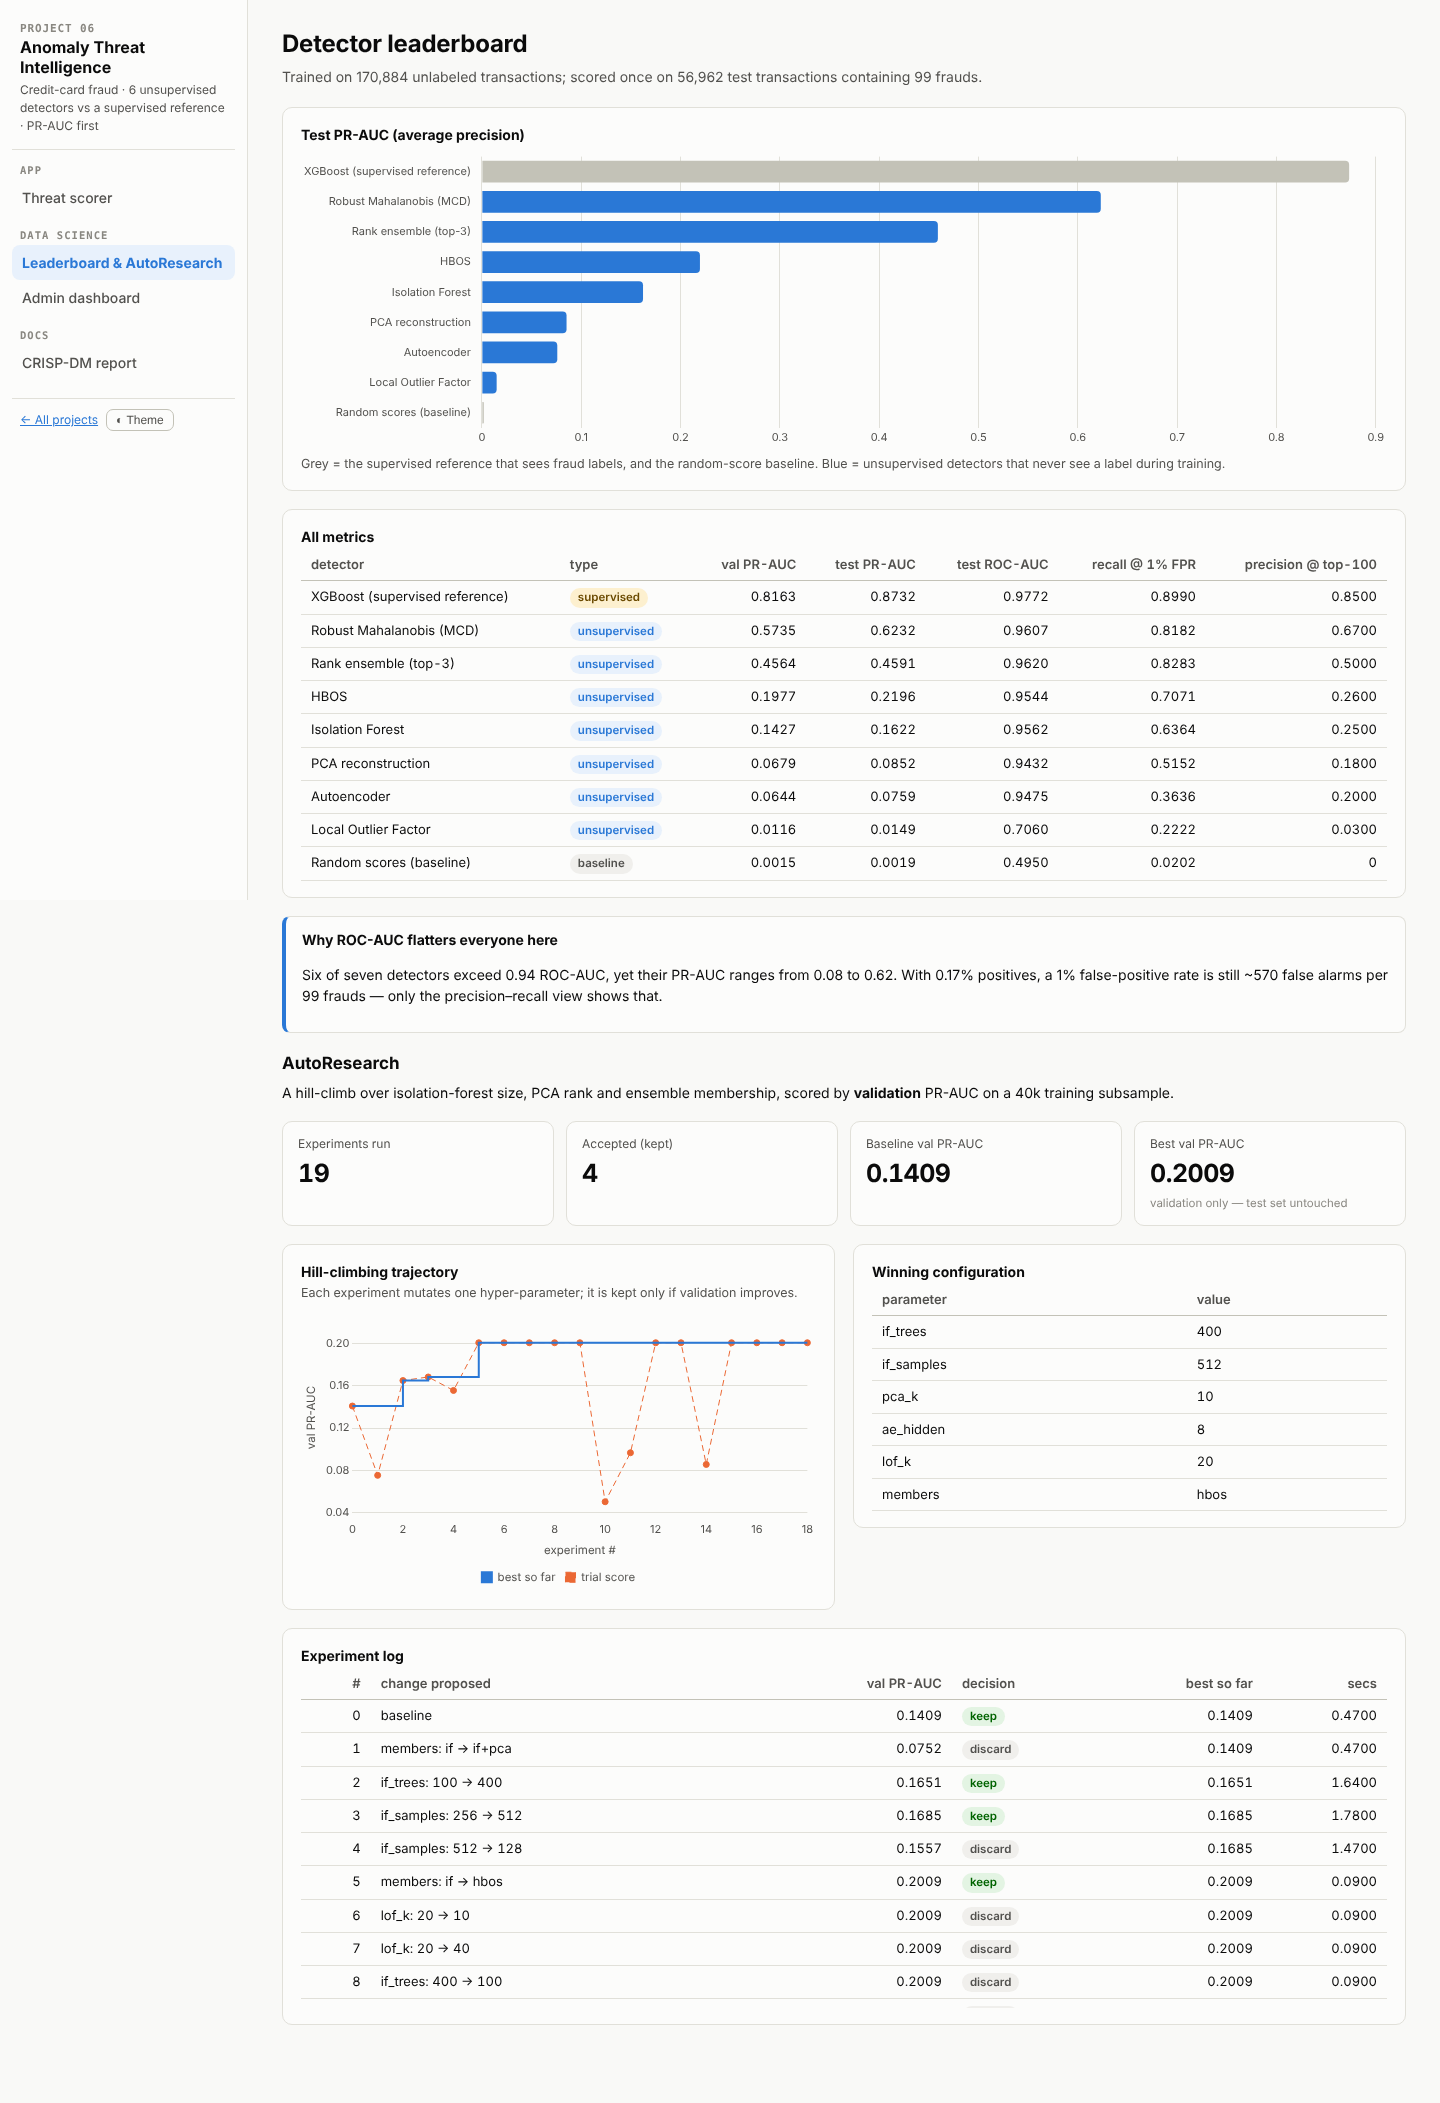 PROJECT 06
Anomaly Threat
Intelligence
Credit-card fraud · 6 unsupervised
detectors vs a supervised reference
· PR-AUC first
APP
Threat scorer
DATA SCIENCE
Leaderboard & AutoResearch
Admin dashboard
DOCS
CRISP-DM report
← All projects
Theme
Detector leaderboard
Trained on 170,884 unlabeled transactions; scored once on 56,962 test transactions containing 99 frauds.
Test PR-AUC (average precision)
XGBoost (supervised reference)
Robust Mahalanobis (MCD)
Rank ensemble (top-3)
HBOS
Isolation Forest
PCA reconstruction
Autoencoder
Local Outlier Factor
Random scores (baseline)
0 0.1 0.2 0.3 0.4 0.5 0.6 0.7 0.8 0.9
Grey = the supervised reference that sees fraud labels, and the random-score baseline. Blue = unsupervised detectors that never see a label during training.
All metrics
detector type val PR-AUC test PR-AUC test ROC-AUC recall @ 1% FPR precision @ top-100
XGBoost (supervised reference) supervised 0.8163 0.8732 0.9772 0.8990 0.8500
Robust Mahalanobis (MCD) unsupervised 0.5735 0.6232 0.9607 0.8182 0.6700
Rank ensemble (top-3) unsupervised 0.4564 0.4591 0.9620 0.8283 0.5000
HBOS unsupervised 0.1977 0.2196 0.9544 0.7071 0.2600
Isolation Forest unsupervised 0.1427 0.1622 0.9562 0.6364 0.2500
PCA reconstruction unsupervised 0.0679 0.0852 0.9432 0.5152 0.1800
Autoencoder unsupervised 0.0644 0.0759 0.9475 0.3636 0.2000
Local Outlier Factor unsupervised 0.0116 0.0149 0.7060 0.2222 0.0300
Random scores (baseline) baseline 0.0015 0.0019 0.4950 0.0202 0
Why ROC-AUC flatters everyone here
Six of seven detectors exceed 0.94 ROC-AUC, yet their PR-AUC ranges from 0.08 to 0.62. With 0.17% positives, a 1% false-positive rate is still ~570 false alarms per
99 frauds — only the precision–recall view shows that.
AutoResearch
A hill-climb over isolation-forest size, PCA rank and ensemble membership, scored by validation PR-AUC on a 40k training subsample.
Experiments run
19
Accepted (kept)
4
Baseline val PR-AUC
0.1409
Best val PR-AUC
0.2009
validation only — test set untouched
Hill-climbing trajectory
Each experiment mutates one hyper-parameter; it is kept only if validation improves.
val PR-AUC
0.20
0.16
0.12
0.08
0.04
0 2 4 6 8 10 12 14 16 18
experiment #
best so far trial score
Winning configuration
parameter value
if_trees 400
if_samples 512
pca_k 10
ae_hidden 8
lof_k 20
members hbos
Experiment log
# change proposed val PR-AUC decision best so far secs
0 baseline 0.1409 keep 0.1409 0.4700
1 members: if → if+pca 0.0752 discard 0.1409 0.4700
2 if_trees: 100 → 400 0.1651 keep 0.1651 1.6400
3 if_samples: 256 → 512 0.1685 keep 0.1685 1.7800
4 if_samples: 512 → 128 0.1557 discard 0.1685 1.4700
5 members: if → hbos 0.2009 keep 0.2009 0.0900
6 lof_k: 20 → 10 0.2009 discard 0.2009 0.0900
7 lof_k: 20 → 40 0.2009 discard 0.2009 0.0900
8 if_trees: 400 → 100 0.2009 discard 0.2009 0.0900